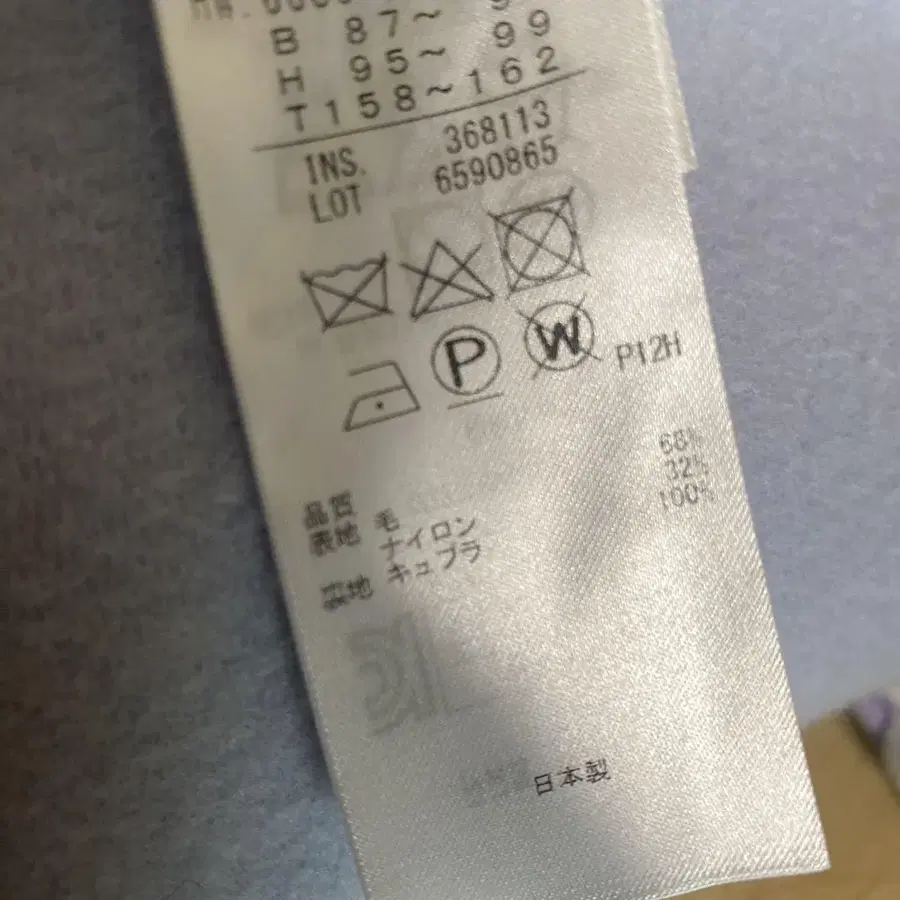 B 87~
H 95~ 99
T158~162
INS. 368113
LOT 6590865
P W P12H
品質
表地 毛 68%
ナイロン 32%
裏地 キュプラ 100%
日本製